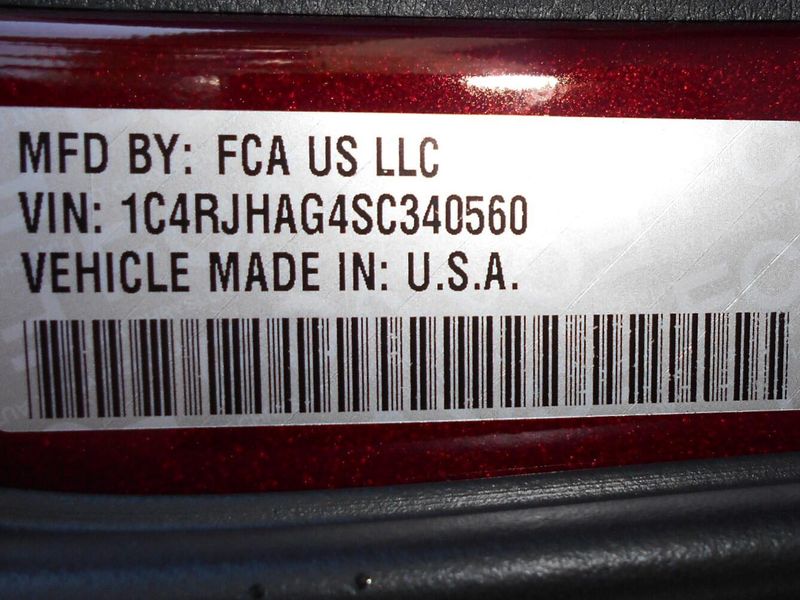 MFD BY: FCA US LLC
VIN: 1C4RJHAG4SC340560
VEHICLE MADE IN: U.S.A.